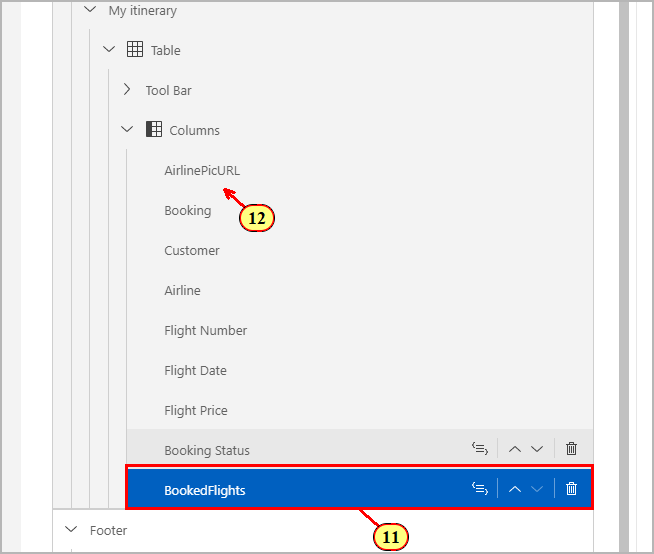 My itinerary
Table
Tool Bar
Columns
AirlinePicURL
Booking
12
Customer
Airline
Flight Number
Flight Date
Flight Price
Booking Status
BookedFlights
Footer
11